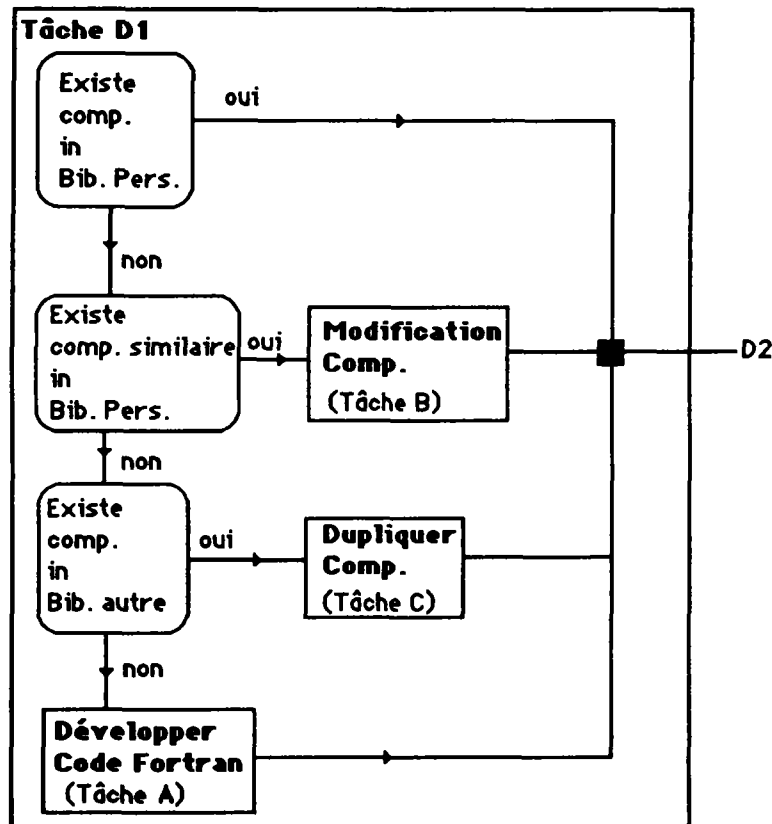 Tâche D1
Existe
comp.
in
Bib. Pers.
oui
non
Existe
comp. similaire
in
Bib. Pers.
oui
Modification
Comp.
(Tâche B)
D2
non
Existe
comp.
in
Bib. autre
oui
Dupliquer
Comp.
(Tâche C)
non
Développer
Code Fortran
(Tâche A)